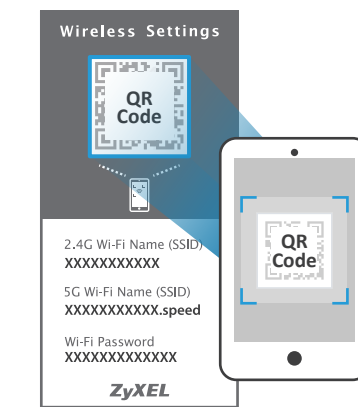 Wireless Settings
QR
Code
2.4G Wi-Fi Name (SSID)
XXXXXXXXXXX
5G Wi-Fi Name (SSID)
XXXXXXXXXXX.speed
Wi-Fi Password
XXXXXXXXXXXXX
ZyXEL
QR
Code